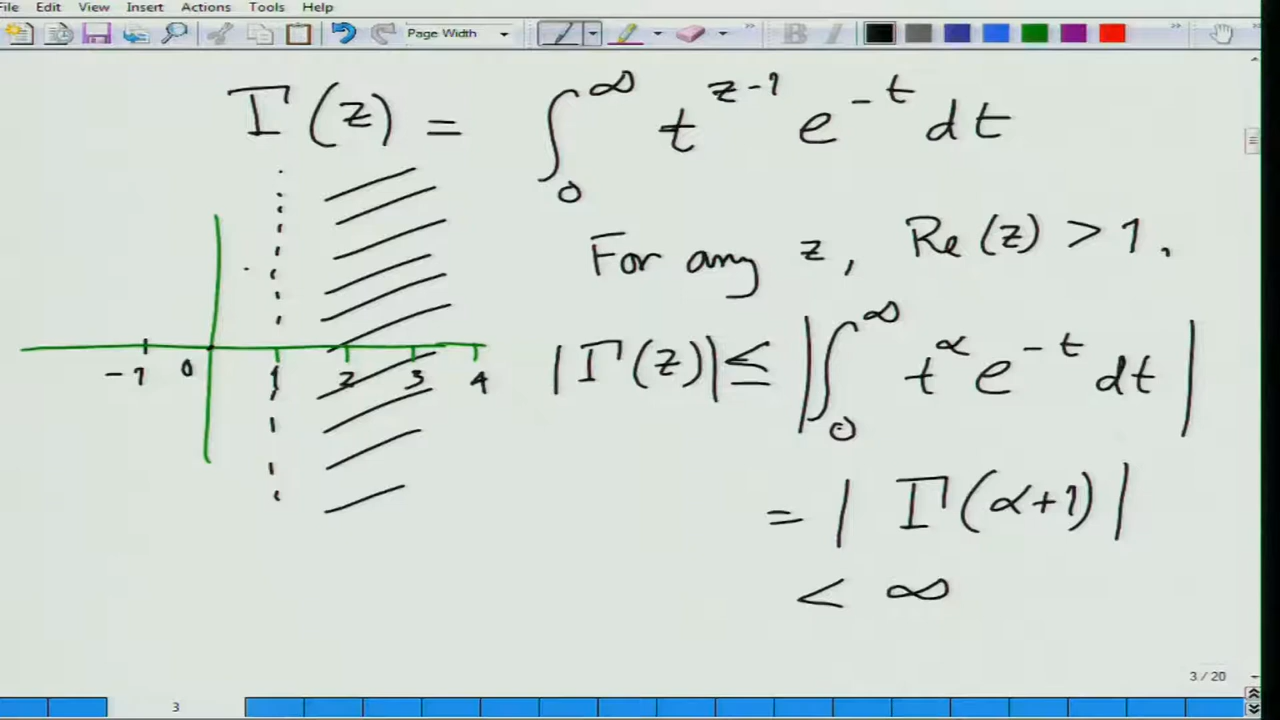 File Edit View Insert Actions Tools Help
Page Width
Γ(z) = ∫₀^∞ t^{z-1} e^{-t} dt
For any z, Re(z) > 1.
|Γ(z)| ≤ |∫₀^∞ t^α e^{-t} dt|
-1 0 1 2 3 4
= | Γ(α+1) |
< ∞
3 / 20
3